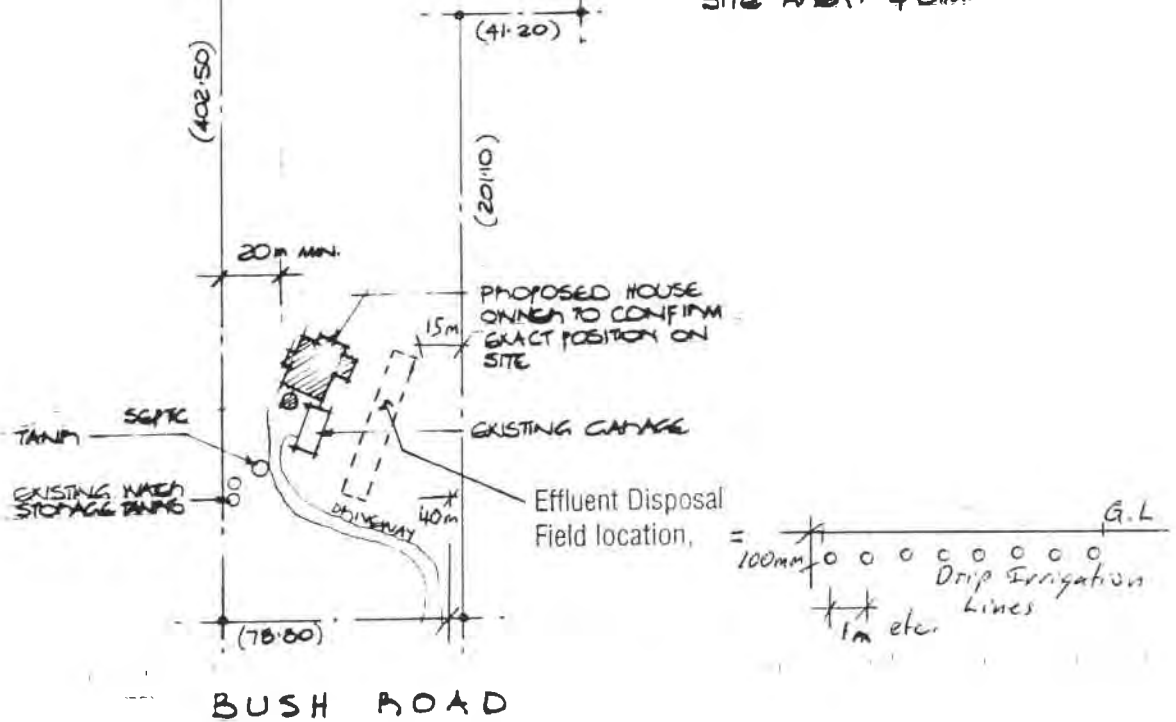 SITE AREA
(41.20)
(402.50)
(201.10)
20m MIN.
PROPOSED HOUSE
OWNER TO CONFIRM
EXACT POSITION ON
SITE
15m
SEPTIC
TANK
EXISTING GARAGE
EXISTING WATER
STORAGE TANKS
DRIVEWAY
40m
Effluent Disposal
Field location,
=
G.L
100mm
Drip Irrigation
Lines
1m etc.
(78.80)
BUSH ROAD